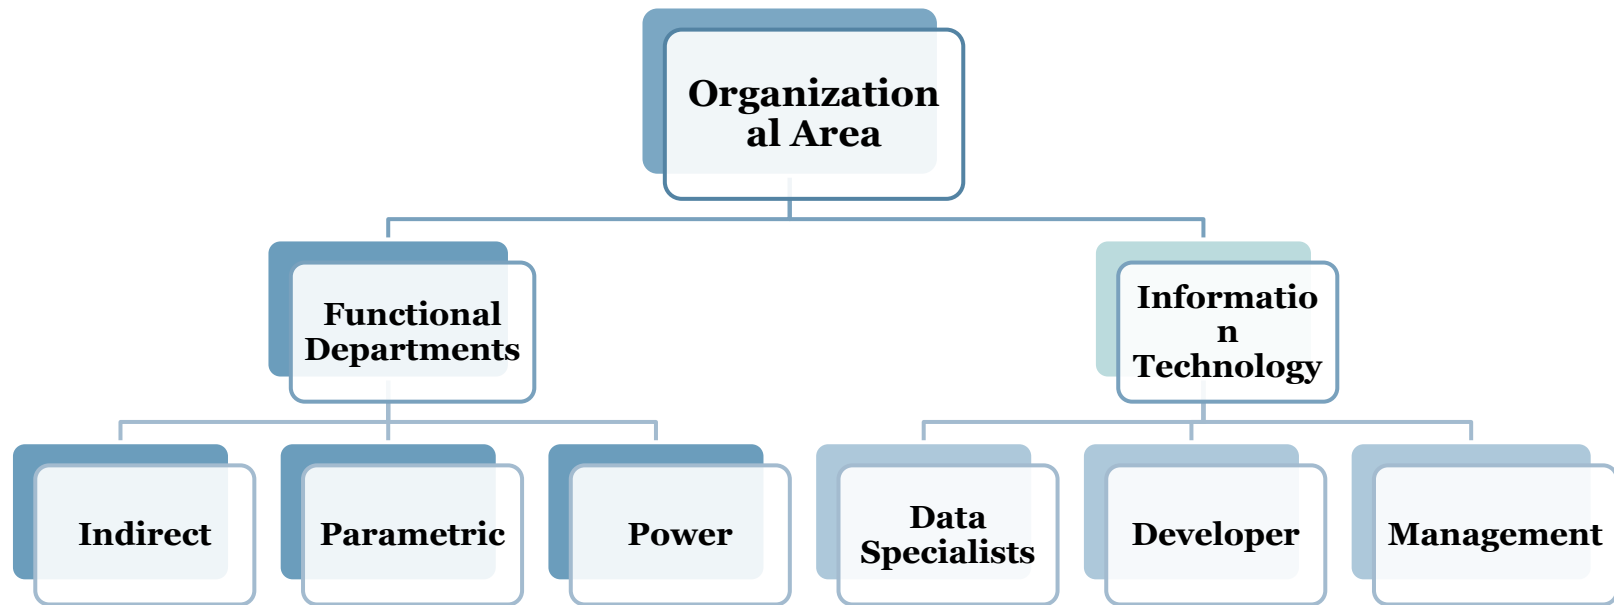 Organization
al Area
Functional
Departments
Informatio
n
Technology
Indirect
Parametric
Power
Data
Specialists
Developer
Management